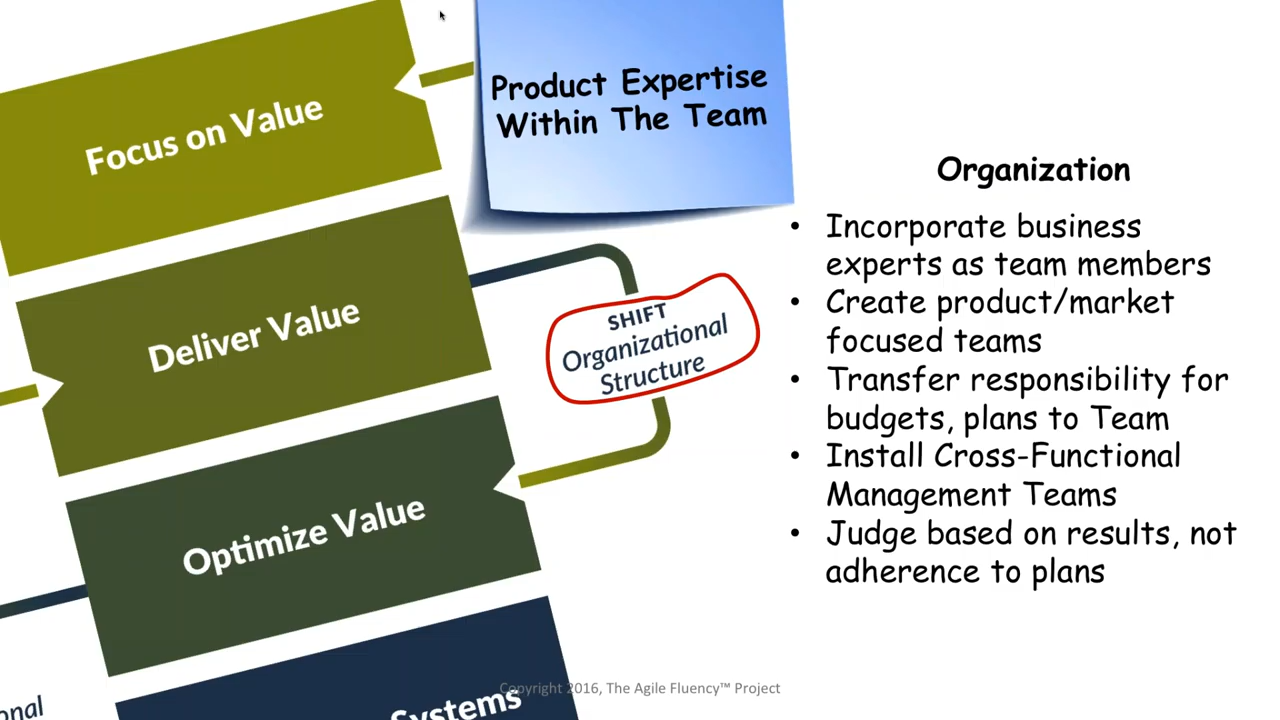 Focus on Value
Deliver Value
Optimize Value
Systems
Product Expertise
Within The Team
SHIFT
Organizational
Structure
Organization
• Incorporate business
experts as team members
• Create product/market
focused teams
• Transfer responsibility for
budgets, plans to Team
• Install Cross-Functional
Management Teams
• Judge based on results, not
adherence to plans
Copyright 2016, The Agile Fluency™ Project